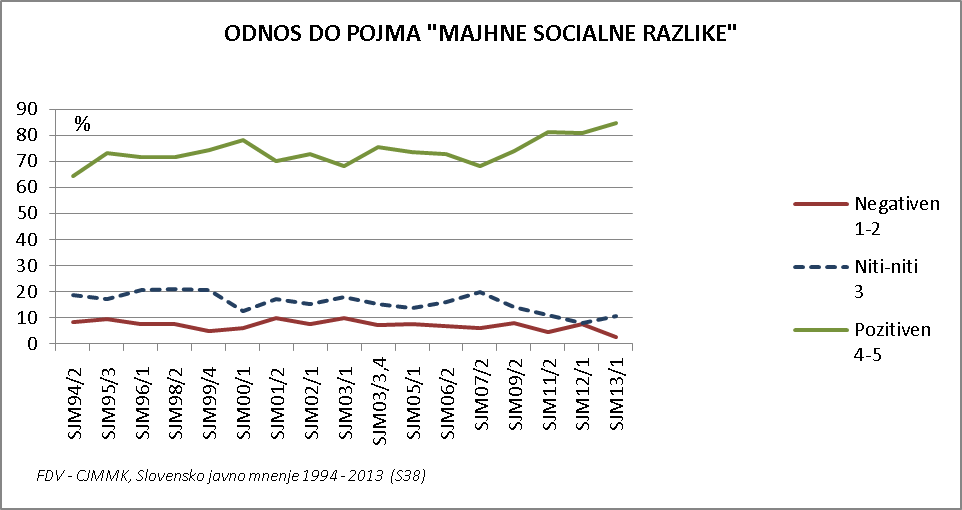 ODNOS DO POJMA "MAJHNE SOCIALNE RAZLIKE"
%
90
80
70
60
50
40
30
20
10
0
SJM94/2
SJM95/3
SJM96/1
SJM98/2
SJM99/4
SJM00/1
SJM01/2
SJM02/1
SJM03/1
SJM03/3,4
SJM05/1
SJM06/2
SJM07/2
SJM09/2
SJM11/2
SJM12/1
SJM13/1
Negativen
1-2
Niti-niti
3
Pozitiven
4-5
FDV - CJMMK, Slovensko javno mnenje 1994 - 2013 (S38)